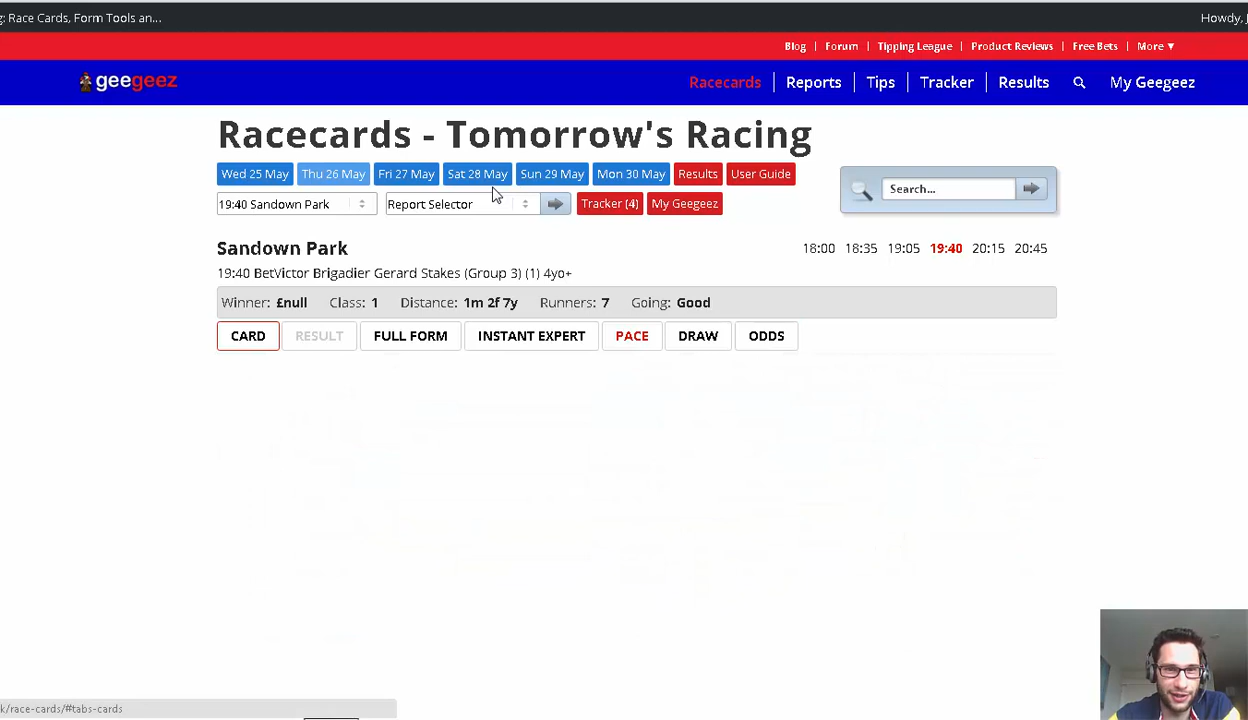 g: Race Cards, Form Tools an...
Howdy, J
Blog | Forum | Tipping League | Product Reviews | Free Bets | More ▼
geegeez
Racecards | Reports | Tips | Tracker | Results | My Geegeez
Racecards - Tomorrow's Racing
Wed 25 May Thu 26 May Fri 27 May Sat 28 May Sun 29 May Mon 30 May Results User Guide
Search...
19:40 Sandown Park Report Selector Tracker (4) My Geegeez
Sandown Park 18:00 18:35 19:05 19:40 20:15 20:45
19:40 BetVictor Brigadier Gerard Stakes (Group 3) (1) 4yo+
Winner: £null Class: 1 Distance: 1m 2f 7y Runners: 7 Going: Good
CARD RESULT FULL FORM INSTANT EXPERT PACE DRAW ODDS
k/race-cards/#tabs-cards